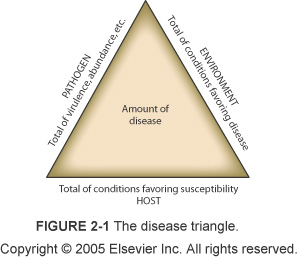 PATHOGEN
Total of virulence, abundance, etc.
ENVIRONMENT
Total of conditions favoring disease
Amount of
disease
Total of conditions favoring susceptibility
HOST
FIGURE 2-1 The disease triangle.
Copyright © 2005 Elsevier Inc. All rights reserved.